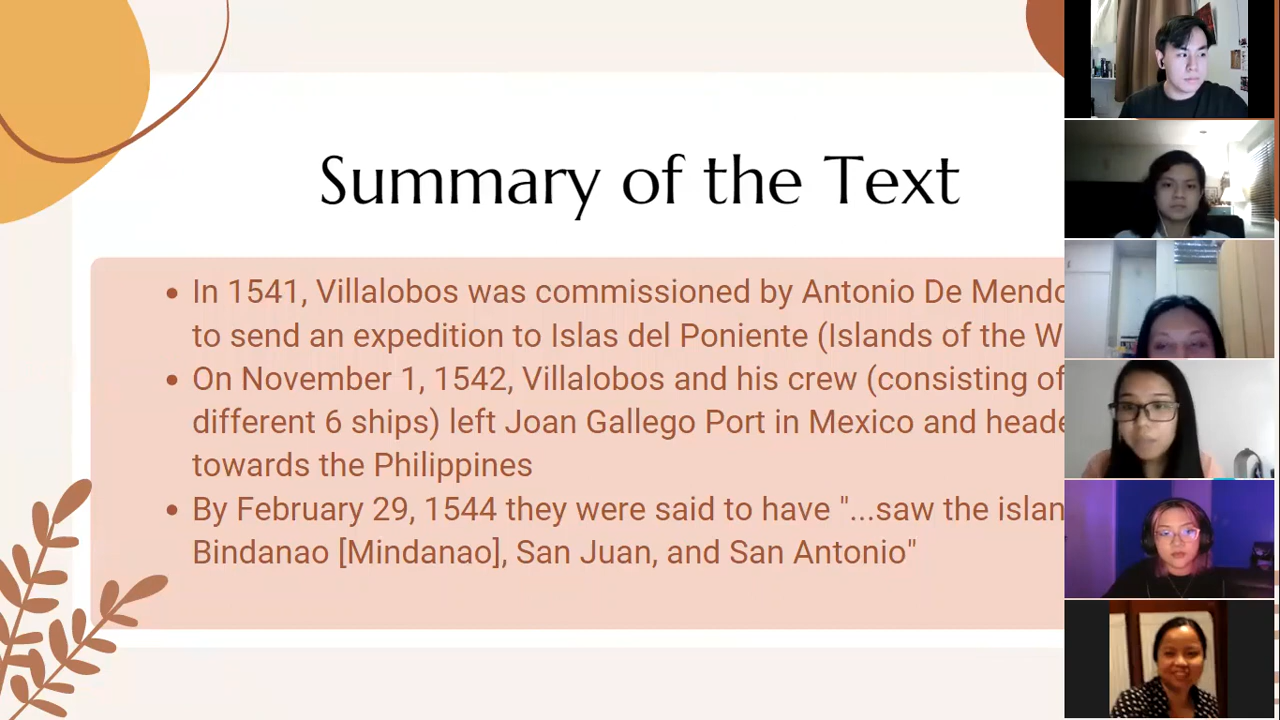 Summary of the Text
• In 1541, Villalobos was commissioned by Antonio De
to send an expedition to Islas del Poniente (Islands of the
• On November 1, 1542, Villalobos and his crew (consisting of
different 6 ships) left Joan Gallego Port in Mexico and
towards the Philippines
• By February 29, 1544 they were said to have "...saw the
Bindanao [Mindanao], San Juan, and San Antonio"